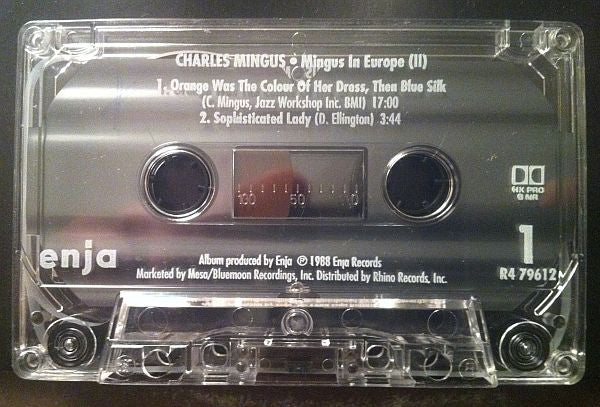 CHARLES MINGUS • Mingus In Europe (II)
1. Orange Was The Colour Of Her Dress, Then Blue Silk
(C. Mingus, Jazz Workshop Inc. BMI) 17:00
2. Sophisticated Lady (D. Ellington) 3:44
100 50 0
HX PRO
B NR
enja
1
R4 79612
Album produced by Enja ℗ 1988 Enja Records
Marketed by Mesa/Bluemoon Recordings, Inc. Distributed by Rhino Records, Inc.